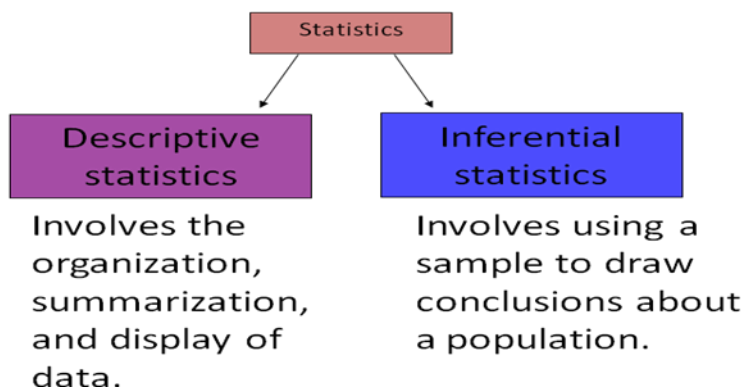 Statistics
Descriptive
statistics
Involves the
organization,
summarization,
and display of
data.
Inferential
statistics
Involves using a
sample to draw
conclusions about
a population.